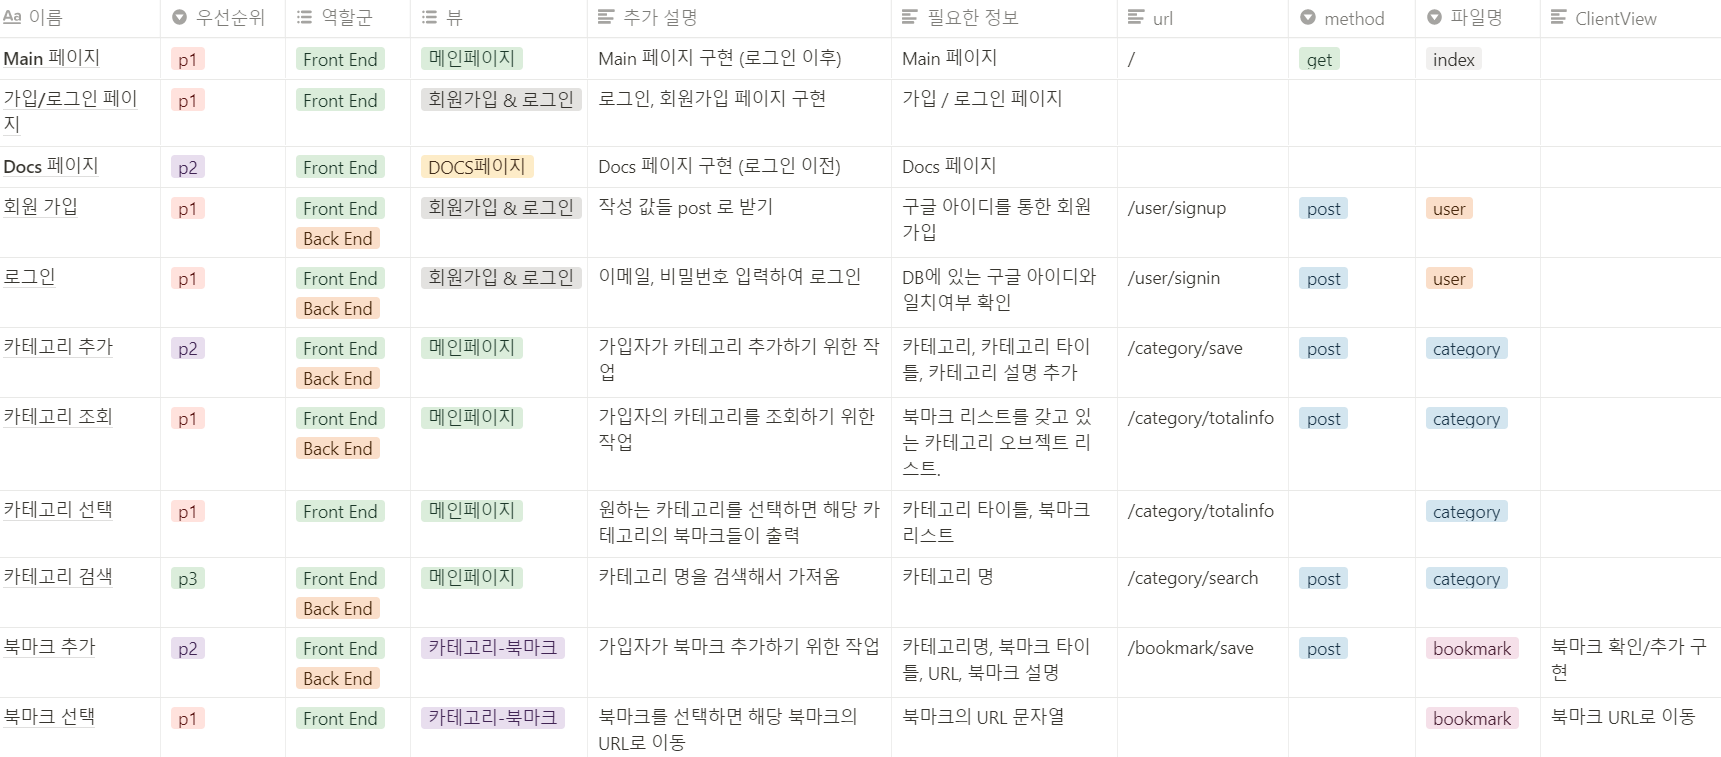 Aa 이름 우선순위 역할군 뷰 추가 설명 필요한 정보 url method 파일명 ClientView
Main 페이지 p1 Front End 메인페이지 Main 페이지 구현 (로그인 이후) Main 페이지 / get index
가입/로그인 페이 p1 Front End 회원가입 & 로그인 로그인, 회원가입 페이지 구현 가입 / 로그인 페이지
지
Docs 페이지 p2 Front End DOCS페이지 Docs 페이지 구현 (로그인 이전) Docs 페이지
회원 가입 p1 Front End 회원가입 & 로그인 작성 값들 post 로 받기 구글 아이디를 통한 회원 /user/signup post user
Back End 가입
로그인 p1 Front End 회원가입 & 로그인 이메일, 비밀번호 입력하여 로그인 DB에 있는 구글 아이디와 /user/signin post user
Back End 일치여부 확인
카테고리 추가 p2 Front End 메인페이지 가입자가 카테고리 추가하기 위한 작 카테고리, 카테고리 타이 /category/save post category
Back End 업 틀, 카테고리 설명 추가
카테고리 조회 p1 Front End 메인페이지 가입자의 카테고리를 조회하기 위한 북마크 리스트를 갖고 있 /category/totalinfo post category
Back End 작업 는 카테고리 오브젝트 리
스트.
카테고리 선택 p1 Front End 메인페이지 원하는 카테고리를 선택하면 해당 카 카테고리 타이틀, 북마크 /category/totalinfo category
테고리의 북마크들이 출력 리스트
카테고리 검색 p3 Front End 메인페이지 카테고리 명을 검색해서 가져옴 카테고리 명 /category/search post category
Back End
북마크 추가 p2 Front End 카테고리-북마크 가입자가 북마크 추가하기 위한 작업 카테고리명, 북마크 타이 /bookmark/save post bookmark 북마크 확인/추가 구
Back End 틀, URL, 북마크 설명 현
북마크 선택 p1 Front End 카테고리-북마크 북마크를 선택하면 해당 북마크의 북마크의 URL 문자열 bookmark 북마크 URL로 이동
URL로 이동